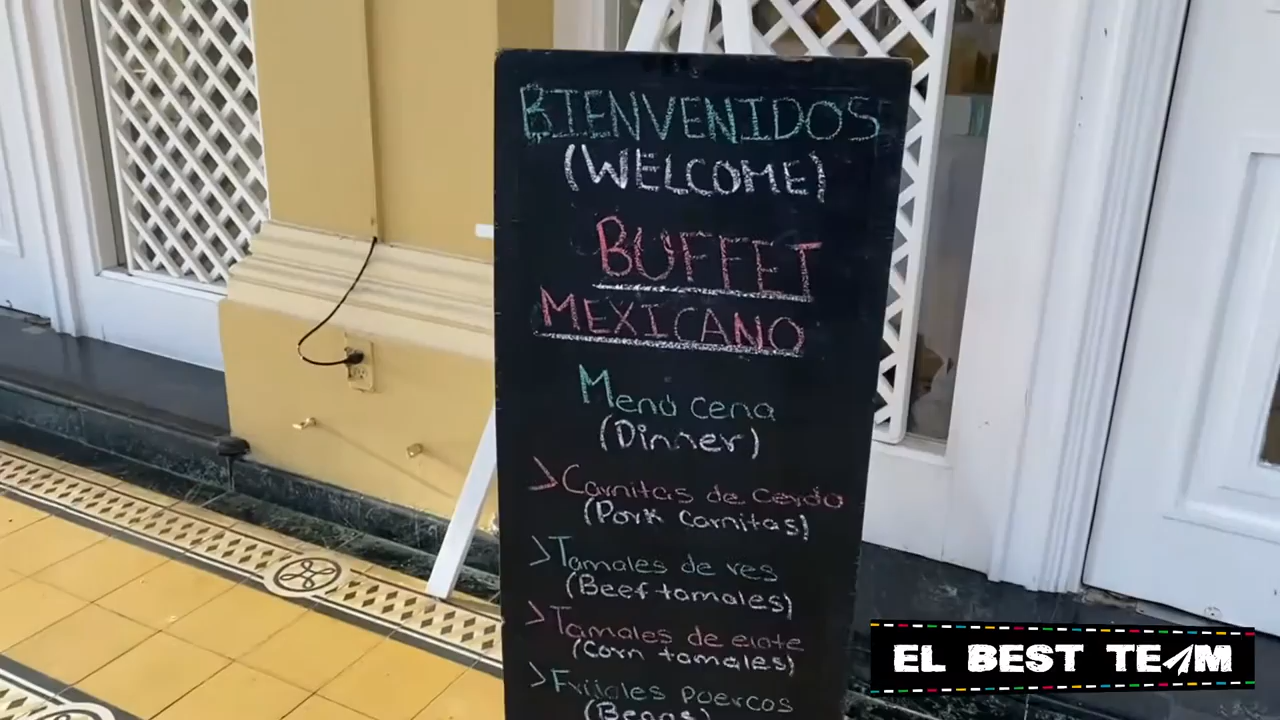 BIENVENIDOS
(WELCOME)
BUFFET
MEXICANO
Menú cena
(Dinner)
>Carnitas de cerdo
(Pork Carnitas)
>Tamales de res
(Beef tamales)
>Tamales de elote
(Corn tamales)
>Frijoles puercos
(Beans)
EL BEST TEAM